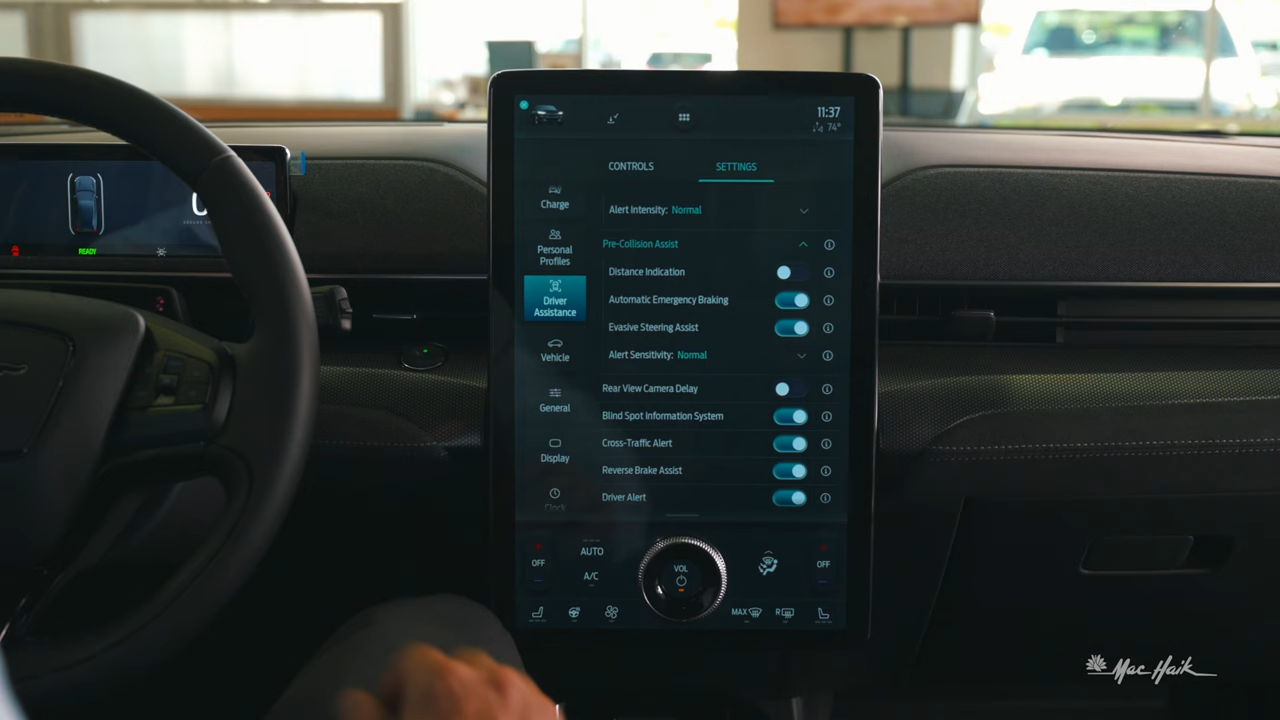 11:37
74°
CONTROLS
SETTINGS
Charge
Personal
Profiles
Driver
Assistance
Vehicle
General
Display
Clock
Alert Intensity: Normal
Pre-Collision Assist
Distance Indication
Automatic Emergency Braking
Evasive Steering Assist
Alert Sensitivity: Normal
Rear View Camera Delay
Blind Spot Information System
Cross-Traffic Alert
Reverse Brake Assist
Driver Alert
OFF
AUTO
A/C
VOL
OFF
MAX
R
0
READY
Mac Haik